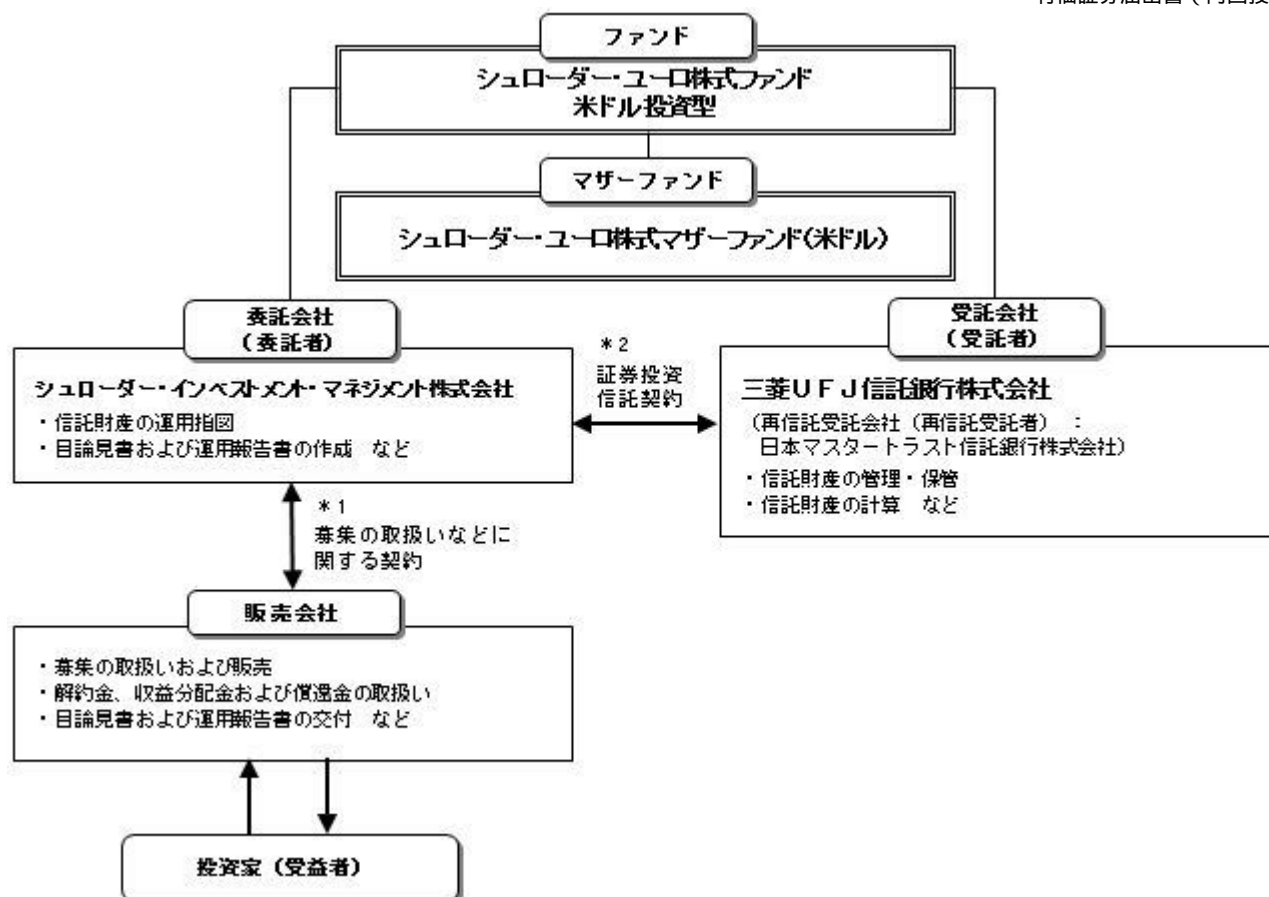 ファンド
シュローダー・ユーロ株式ファンド
米ドル投資型
マザーファンド
シュローダー・ユーロ株式マザーファンド(米ドル)
委託会社
(委託者)
シュローダー・インベストメント・マネジメント株式会社
・信託財産の運用指図
・目論見書および運用報告書の作成 など
*2
証券投資
信託契約
受託会社
(受託者)
三菱UFJ信託銀行株式会社
(再信託受託会社(再信託受託者) :
日本マスタートラスト信託銀行株式会社)
・信託財産の管理・保管
・信託財産の計算 など
*1
募集の取扱いなどに
関する契約
販売会社
・募集の取扱いおよび販売
・解約金、収益分配金および償還金の取扱い
・目論見書および運用報告書の交付 など
投資家(受益者)